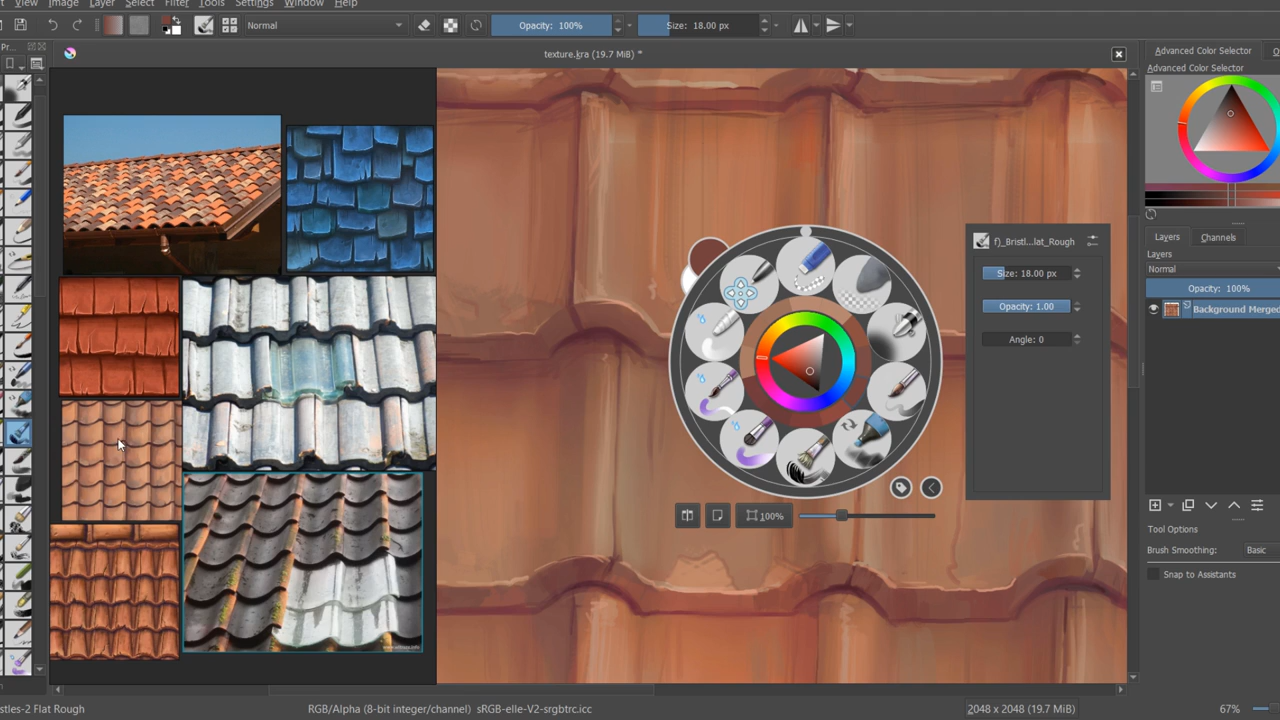 View Image Layer Select Filter Tools Settings Window Help
Normal Opacity: 100% Size: 18.00 px
Pr...
texture.kra (19.7 MiB) *
Advanced Color Selector
Advanced Color Selector
f)_Bristl...lat_Rough
Size: 18.00 px
Opacity: 1.00
Angle: 0
100%
Layers Channels
Layers
Normal
Opacity: 100%
Background Merged
Tool Options
Brush Smoothing: Basic
Snap to Assistants
stles-2 Flat Rough RGB/Alpha (8-bit integer/channel) sRGB-elle-V2-srgbtrc.icc 2048 x 2048 (19.7 MiB) 67%